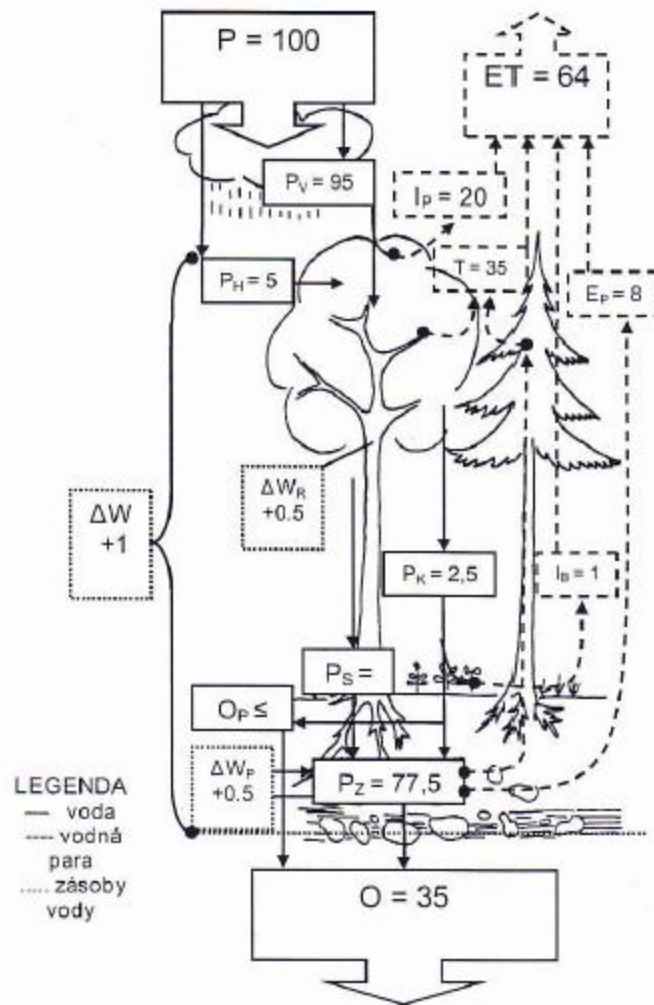 P = 100
ET = 64
P_V = 95
I_P = 20
T = 35
P_H = 5
E_P = 8
ΔW_R
+0.5
ΔW
+1
P_K = 2,5
I_B = 1
P_S =
O_P ≤
ΔW_P
+0.5
P_Z = 77,5
LEGENDA
voda
vodná
para
zásoby
vody
O = 35